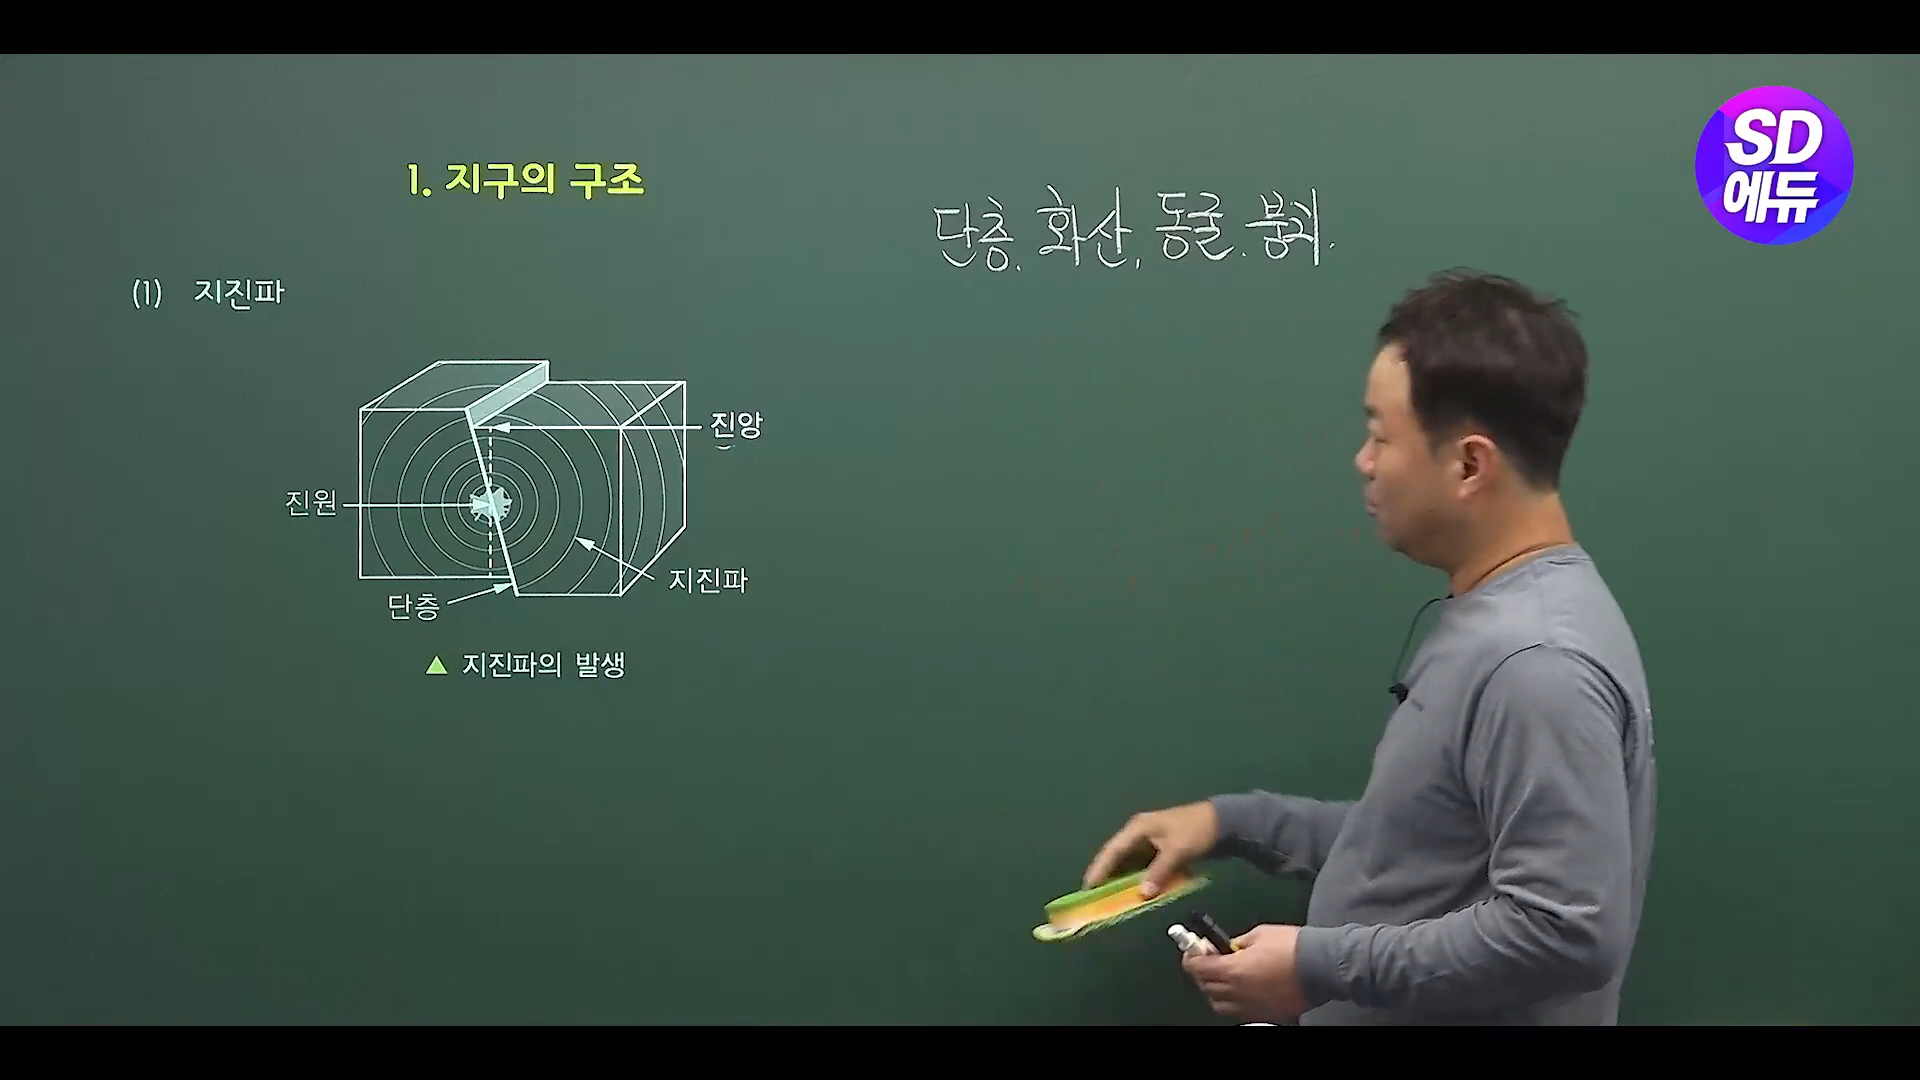 SD
에듀
1. 지구의 구조
단층. 화산, 동굴. 붕괴.
(1) 지진파
진앙
진원
지진파
단층
▲ 지진파의 발생